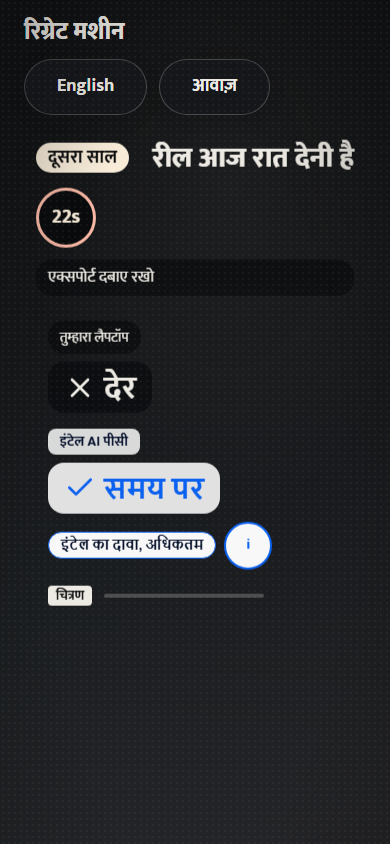 रिग्रेट मशीन
English
आवाज़
दूसरा साल
रील आज रात देनी है
22s
एक्सपोर्ट दबाए रखो
तुम्हारा लैपटॉप
देर
इंटेल AI पीसी
समय पर
इंटेल का दावा, अधिकतम
i
चित्रण